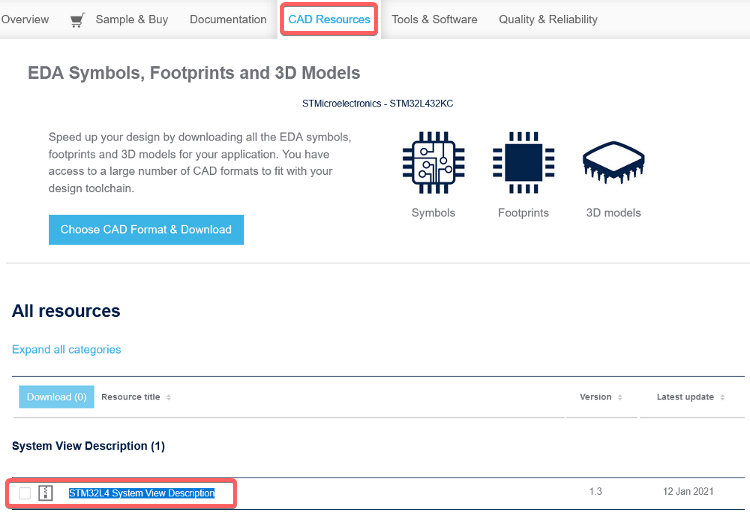 Overview Sample & Buy Documentation CAD Resources Tools & Software Quality & Reliability
EDA Symbols, Footprints and 3D Models
STMicroelectronics - STM32L432KC
Speed up your design by downloading all the EDA symbols,
footprints and 3D models for your application. You have
access to a large number of CAD formats to fit with your
design toolchain.
Symbols Footprints 3D models
Choose CAD Format & Download
All resources
Expand all categories
Download (0) Resource title Version Latest update
System View Description (1)
STM32L4 System View Description 1.3 12 Jan 2021